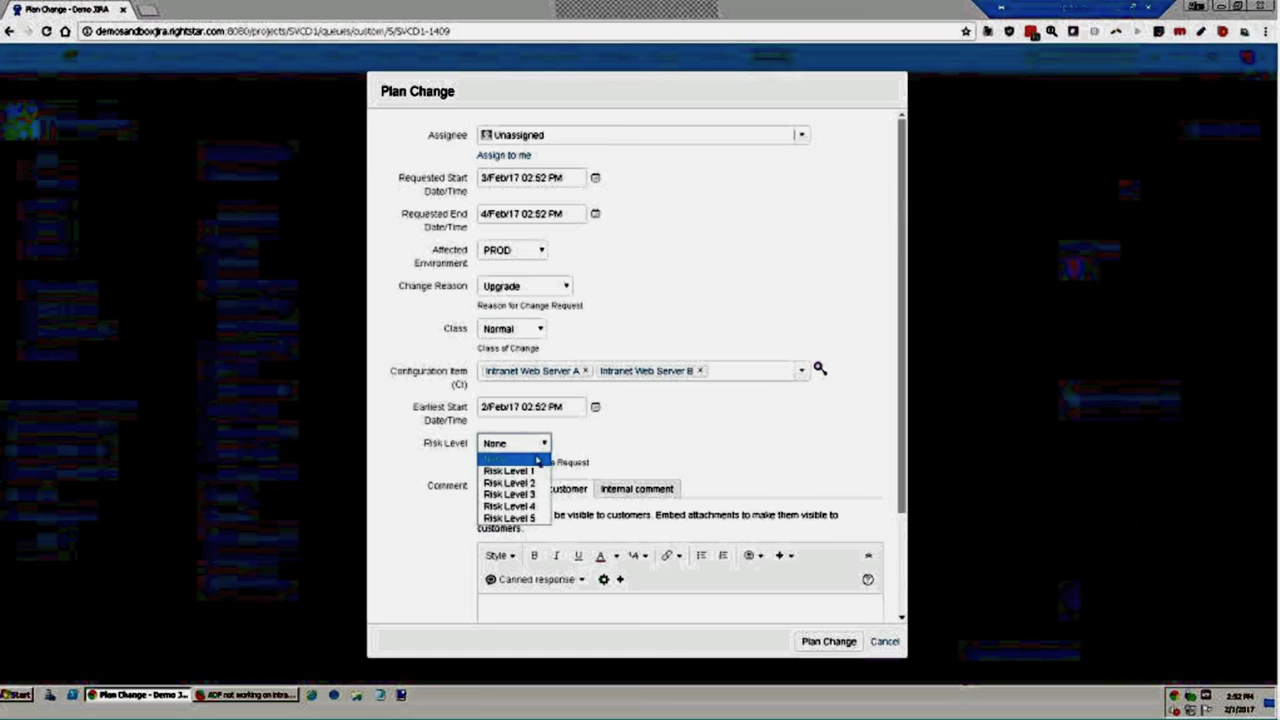 Plan Change - Demo JIRA
demosandboxjira.rightstar.com:8080/projects/SVCD1/queues/custom/5/SVCD1-1409
Plan Change
Assignee
Unassigned
Assign to me
Requested Start
Date/Time
3/Feb/17 02:52 PM
Requested End
Date/Time
4/Feb/17 02:52 PM
Affected
Environment
PROD
Change Reason
Upgrade
Reason for Change Request
Class
Normal
Class of Change
Configuration Item
(CI)
Intranet Web Server A
Intranet Web Server B
Earliest Start
Date/Time
2/Feb/17 02:52 PM
Risk Level
None
None
Request
Risk Level 1
Risk Level 2
Risk Level 3
Risk Level 4
Risk Level 5
Comment
customer
Internal comment
be visible to customers. Embed attachments to make them visible to
customers.
Style
B
I
U
A
Canned response
Plan Change
Cancel
Start
Plan Change - Demo J...
ADF not working on Intra...
2:52 PM
2/1/2017